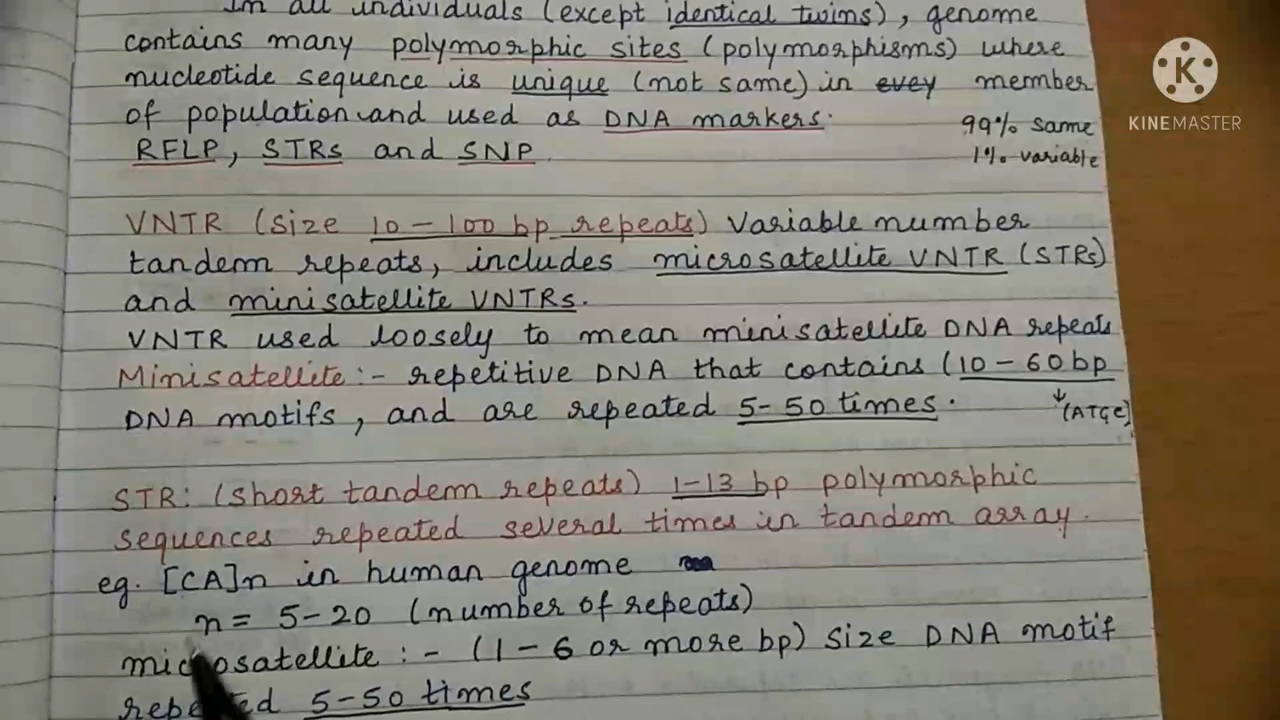 In all individuals (except identical twins), genome
contains many polymorphic sites (polymorphisms) where
nucleotide sequence is unique (not same) in evey member
of population and used as DNA markers.
RFLP, STRs and SNP.
99% same
1% variable
K
KINEMASTER
VNTR (size 10-100 bp repeats) Variable number
tandem repeats, includes microsatellite VNTR (STRs)
and minisatellite VNTRs.
VNTR used loosely to mean minisatellite DNA repeats
Minisatellite:- repetitive DNA that contains (10-60 bp
DNA motifs, and are repeated 5-50 times.
↓
(ATGC)
STR: (short tandem repeats) 1-13 bp polymorphic
sequences repeated several times in tandem array.
eg. [CA]n in human genome
n = 5-20 (number of repeats)
microsatellite:- (1-6 or more bp) size DNA motif
repeated 5-50 times